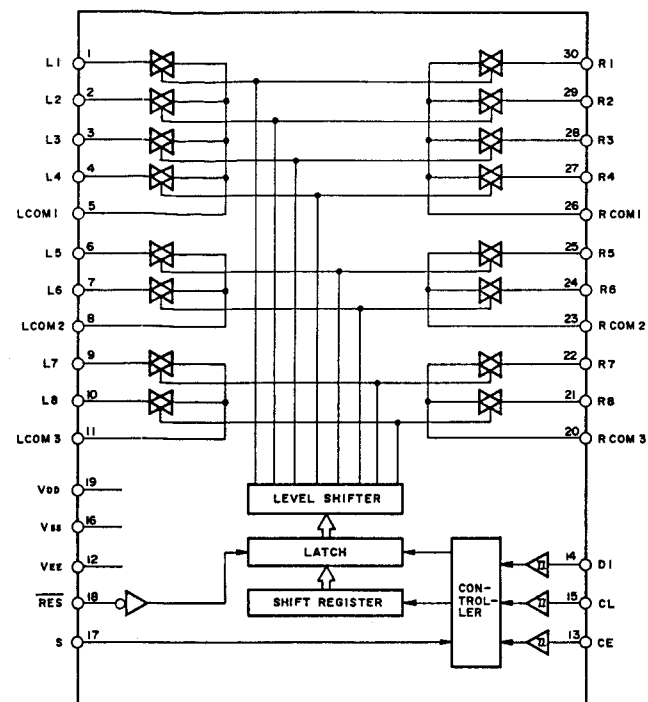 L1 1 30 R1
L2 2 29 R2
L3 3 28 R3
L4 4 27 R4
LCOM1 5 26 RCOM1
L5 6 25 R5
L6 7 24 R6
LCOM2 8 23 RCOM2
L7 9 22 R7
L8 10 21 R8
LCOM3 11 20 RCOM3
VDD 19
LEVEL SHIFTER
VSS 16
LATCH
VEE 12
14 DI
RES 18
SHIFT REGISTER
CON-
TROL-
LER
15 CL
S 17
13 CE